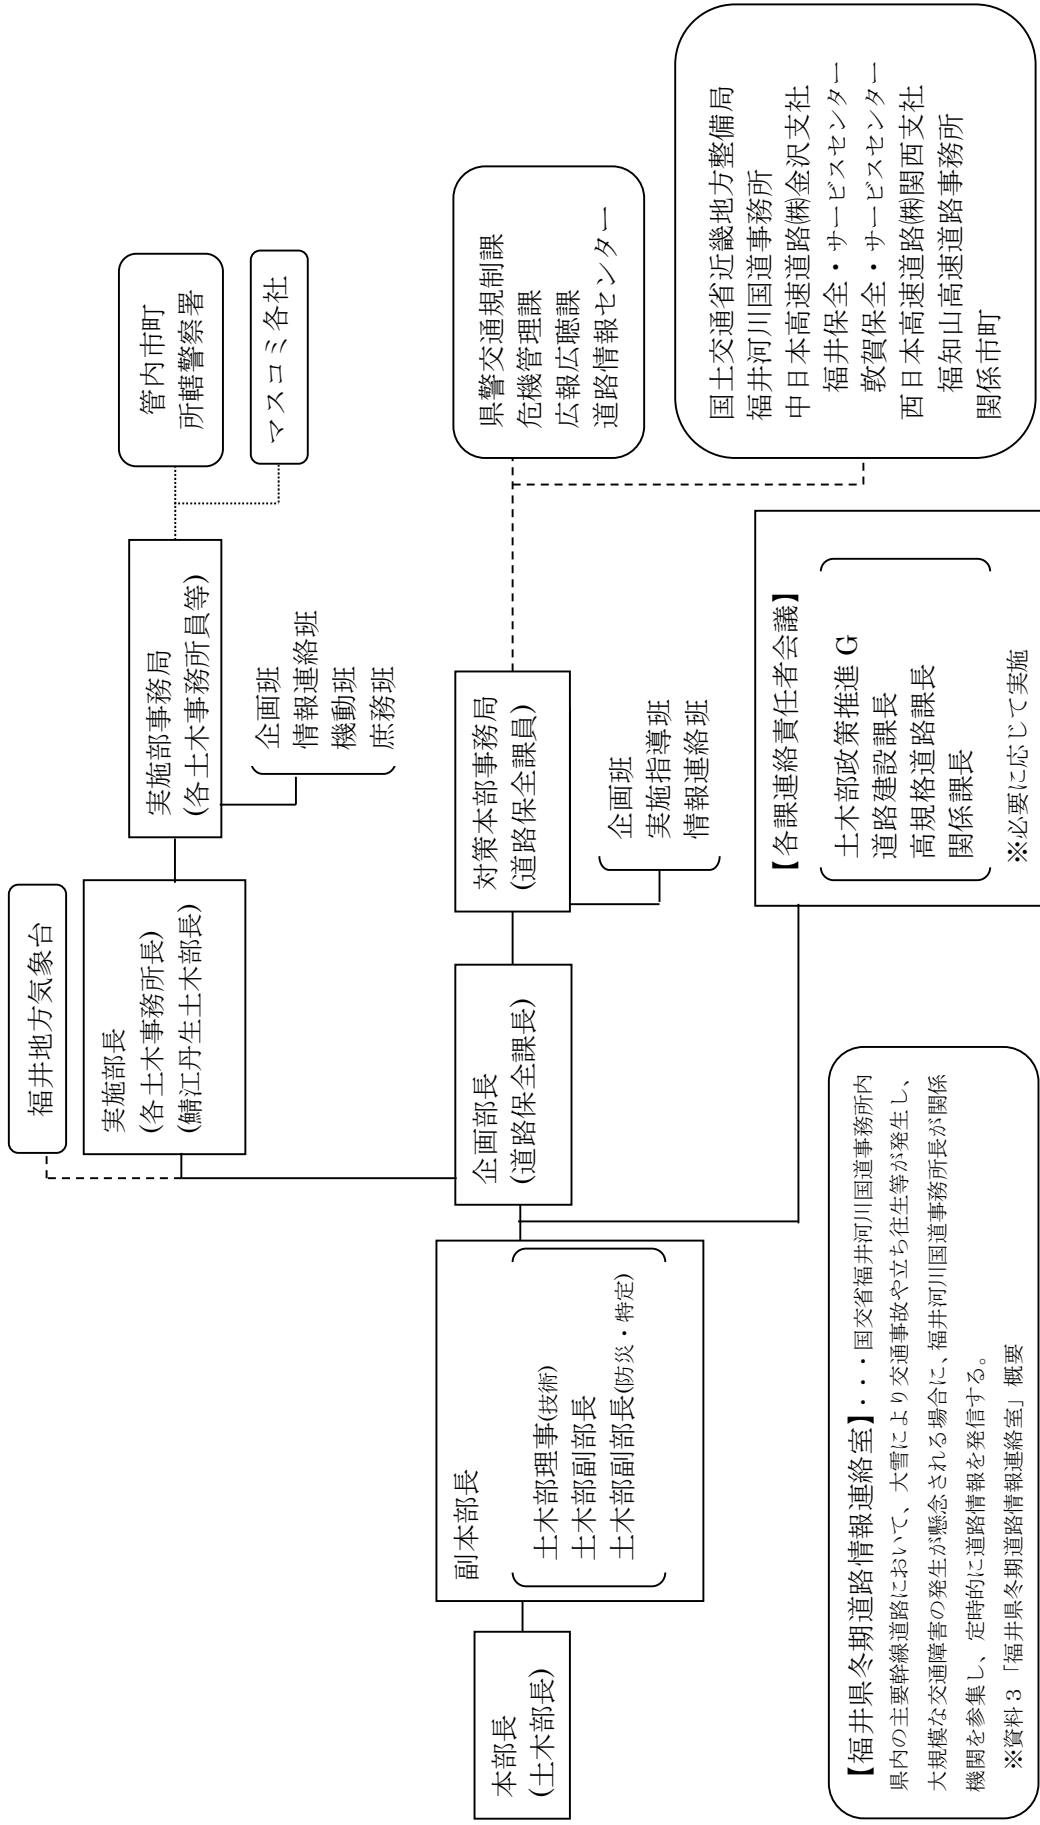 福井地方気象台
本部長
(土木部長)
副本部長
土木部理事(技術)
土木部副部長
土木部副部長(防災・特定)
企画部長
(道路保全課長)
実施部長
(各土木事務所長)
(鯖江丹生土木部長)
実施部事務局
(各土木事務所員等)
企画班
情報連絡班
機動班
庶務班
管内市町
所轄警察署
マスコミ各社
対策本部事務局
(道路保全課員)
企画班
実施指導班
情報連絡班
県警交通規制課
危機管理課
広報広聴課
道路情報センター
国土交通省近畿地方整備局
福井河川国道事務所
中日本高速道路㈱金沢支社
福井保全・サービスセンター
敦賀保全・サービスセンター
西日本高速道路㈱関西支社
福知山高速道路事務所
関係市町
【各課連絡責任者会議】
土木部政策推進G
道路建設課長
高規格道路課長
関係課長
※必要に応じて実施
【福井県冬期道路情報連絡室】・・・国交省福井河川国道事務所内
県内の主要幹線道路において、大雪により交通事故や立ち往生等が発生し、
大規模な交通障害の発生が懸念される場合に、福井河川国道事務所長が関係
機関を参集し、定時的に道路情報を発信する。
※資料３「福井県冬期道路情報連絡室」概要